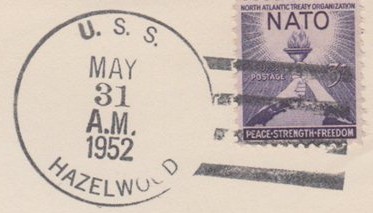 U. S. S.
MAY
31
A.M.
1952
HAZELWOOD
NORTH ATLANTIC TREATY ORGANIZATION
NATO
POSTAGE 3¢
PEACE·STRENGTH·FREEDOM